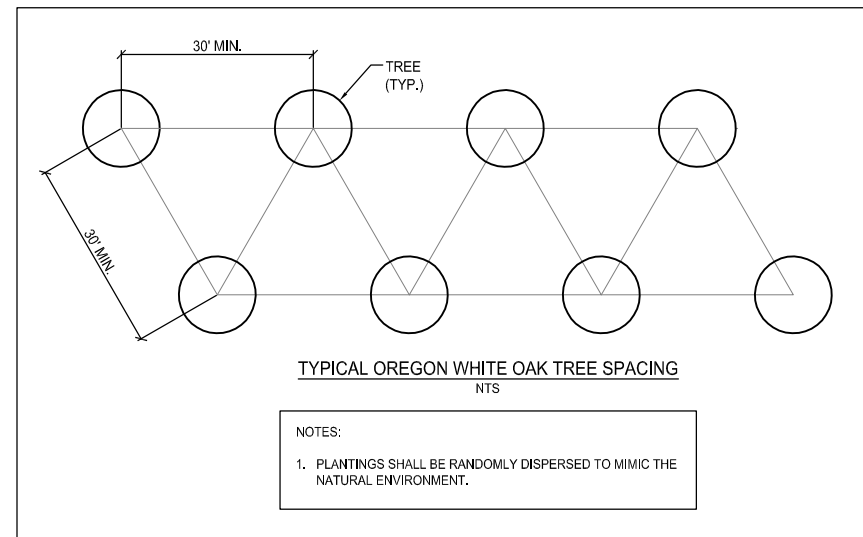 30' MIN.
TREE
(TYP.)
30' MIN.
TYPICAL OREGON WHITE OAK TREE SPACING
NTS
NOTES:
1. PLANTINGS SHALL BE RANDOMLY DISPERSED TO MIMIC THE
NATURAL ENVIRONMENT.